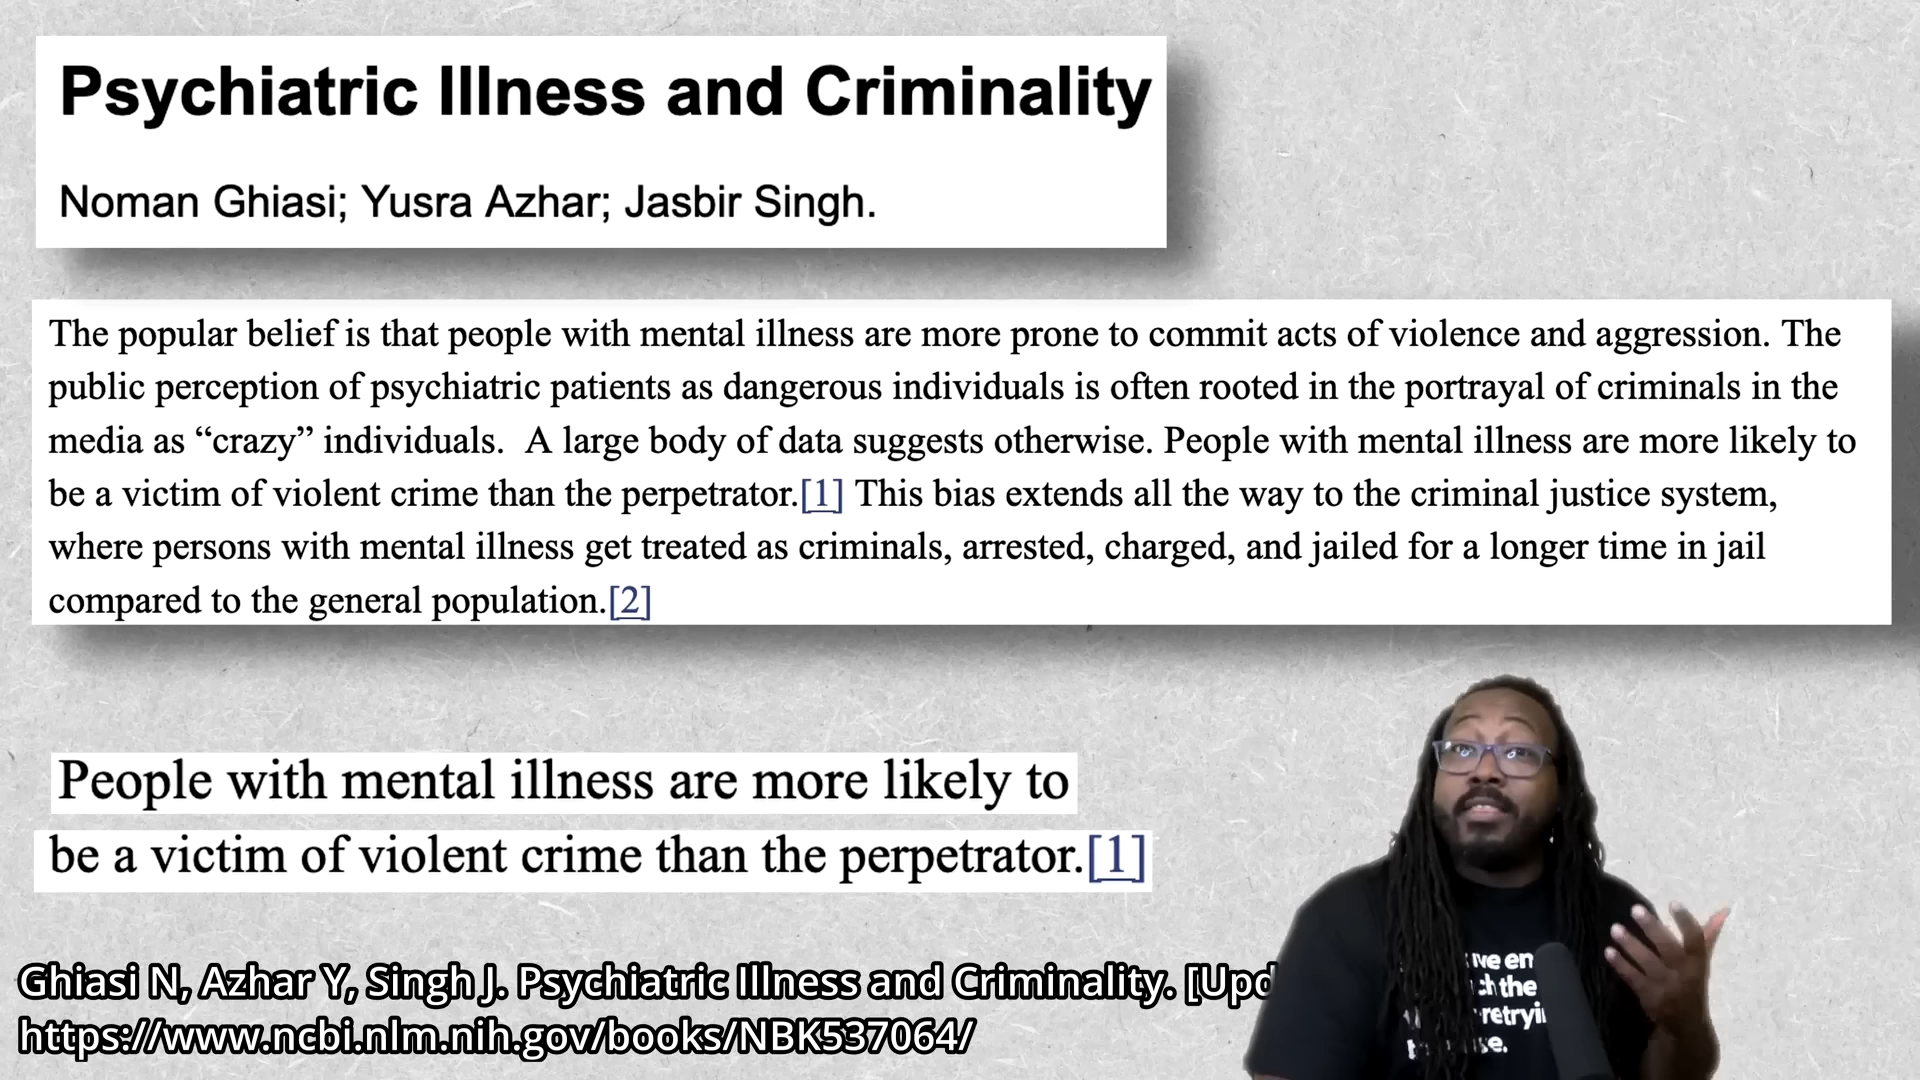 Psychiatric Illness and Criminality
Noman Ghiasi; Yusra Azhar; Jasbir Singh.
The popular belief is that people with mental illness are more prone to commit acts of violence and aggression. The
public perception of psychiatric patients as dangerous individuals is often rooted in the portrayal of criminals in the
media as “crazy” individuals.  A large body of data suggests otherwise. People with mental illness are more likely to
be a victim of violent crime than the perpetrator.[1] This bias extends all the way to the criminal justice system,
where persons with mental illness get treated as criminals, arrested, charged, and jailed for a longer time in jail
compared to the general population.[2]
People with mental illness are more likely to
be a victim of violent crime than the perpetrator.[1]
Ghiasi N, Azhar Y, Singh J. Psychiatric Illness and Criminality. [Upd
https://www.ncbi.nlm.nih.gov/books/NBK537064/
the